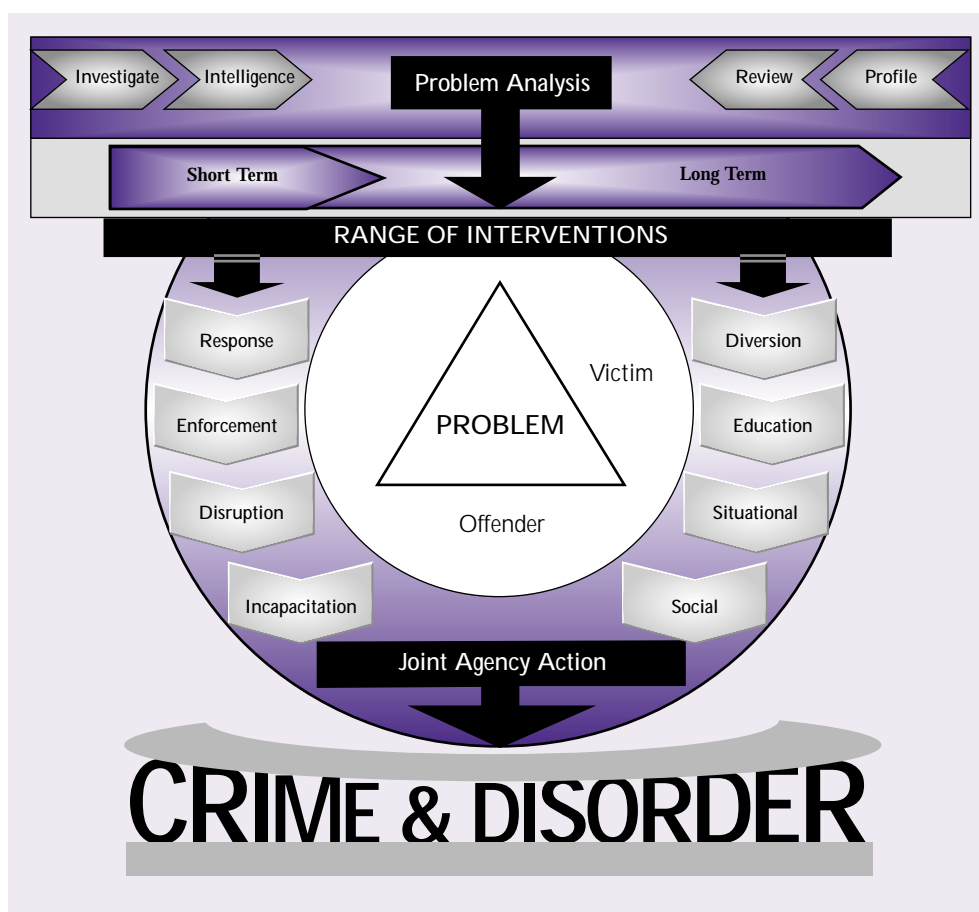 Investigate
Intelligence
Problem Analysis
Review
Profile
Short Term
Long Term
RANGE OF INTERVENTIONS
Response
Enforcement
Disruption
Incapacitation
PROBLEM
Victim
Offender
Diversion
Education
Situational
Social
Joint Agency Action
CRIME & DISORDER